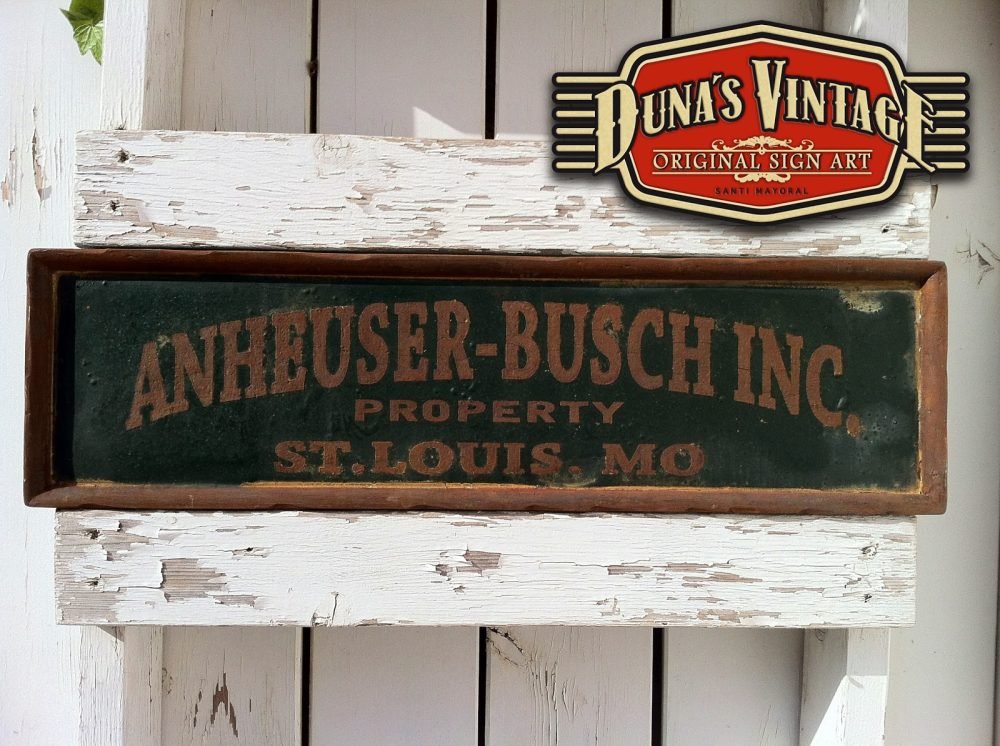 DUNA´S VINTAGE
ORIGINAL SIGN ART
SANTI MAYORAL
ANHEUSER-BUSCH INC.
PROPERTY
ST. LOUIS. MO